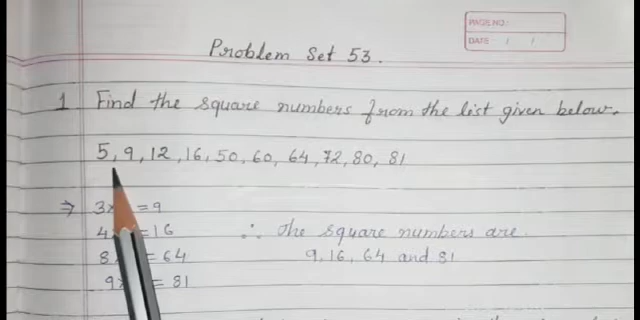 PAGE NO:
DATE: / /
Problem Set 53.
1 Find the square numbers from the list given below.
5, 9, 12, 16, 50, 60, 64, 72, 80, 81
⇒ 3× =9
4 =16 ∴ the square numbers are
8 = 64 9, 16, 64 and 81
9× = 81